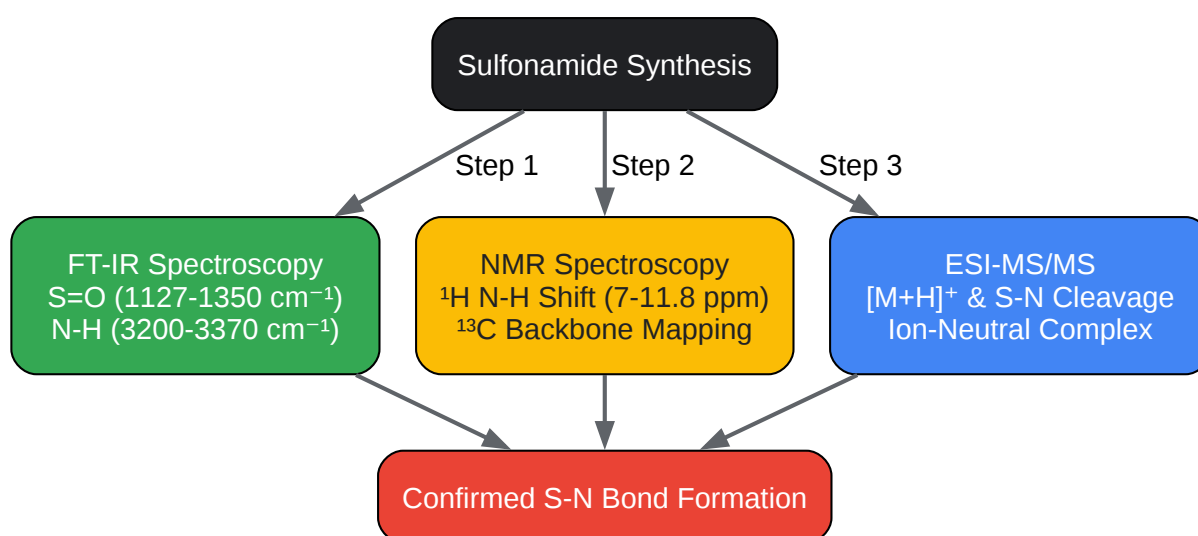 Sulfonamide Synthesis
Step 1
Step 2
Step 3
FT-IR Spectroscopy
S=O (1127-1350 cm⁻¹)
N-H (3200-3370 cm⁻¹)
NMR Spectroscopy
¹H N-H Shift (7-11.8 ppm)
¹³C Backbone Mapping
ESI-MS/MS
[M+H]⁺ & S-N Cleavage
Ion-Neutral Complex
Confirmed S-N Bond Formation